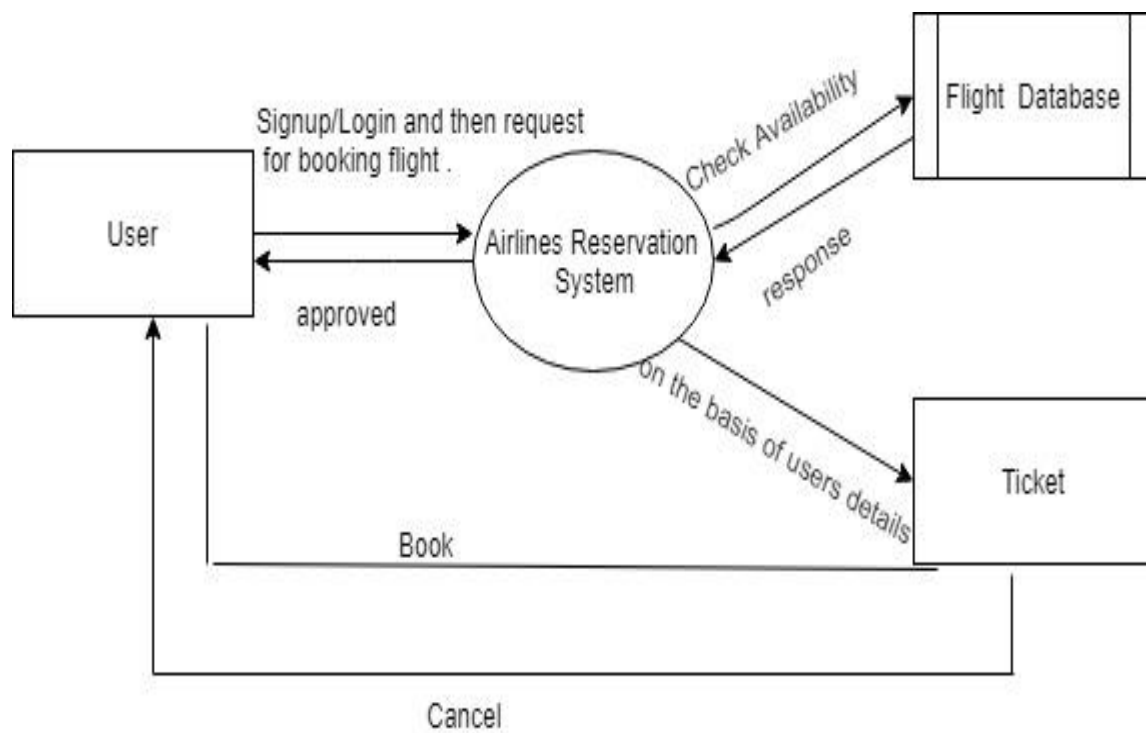 Flight  Database
Check Availability
Signup/Login and then request
for booking flight .
User
Airlines Reservation
System
response
approved
on the basis of users details
Ticket
Book
Cancel